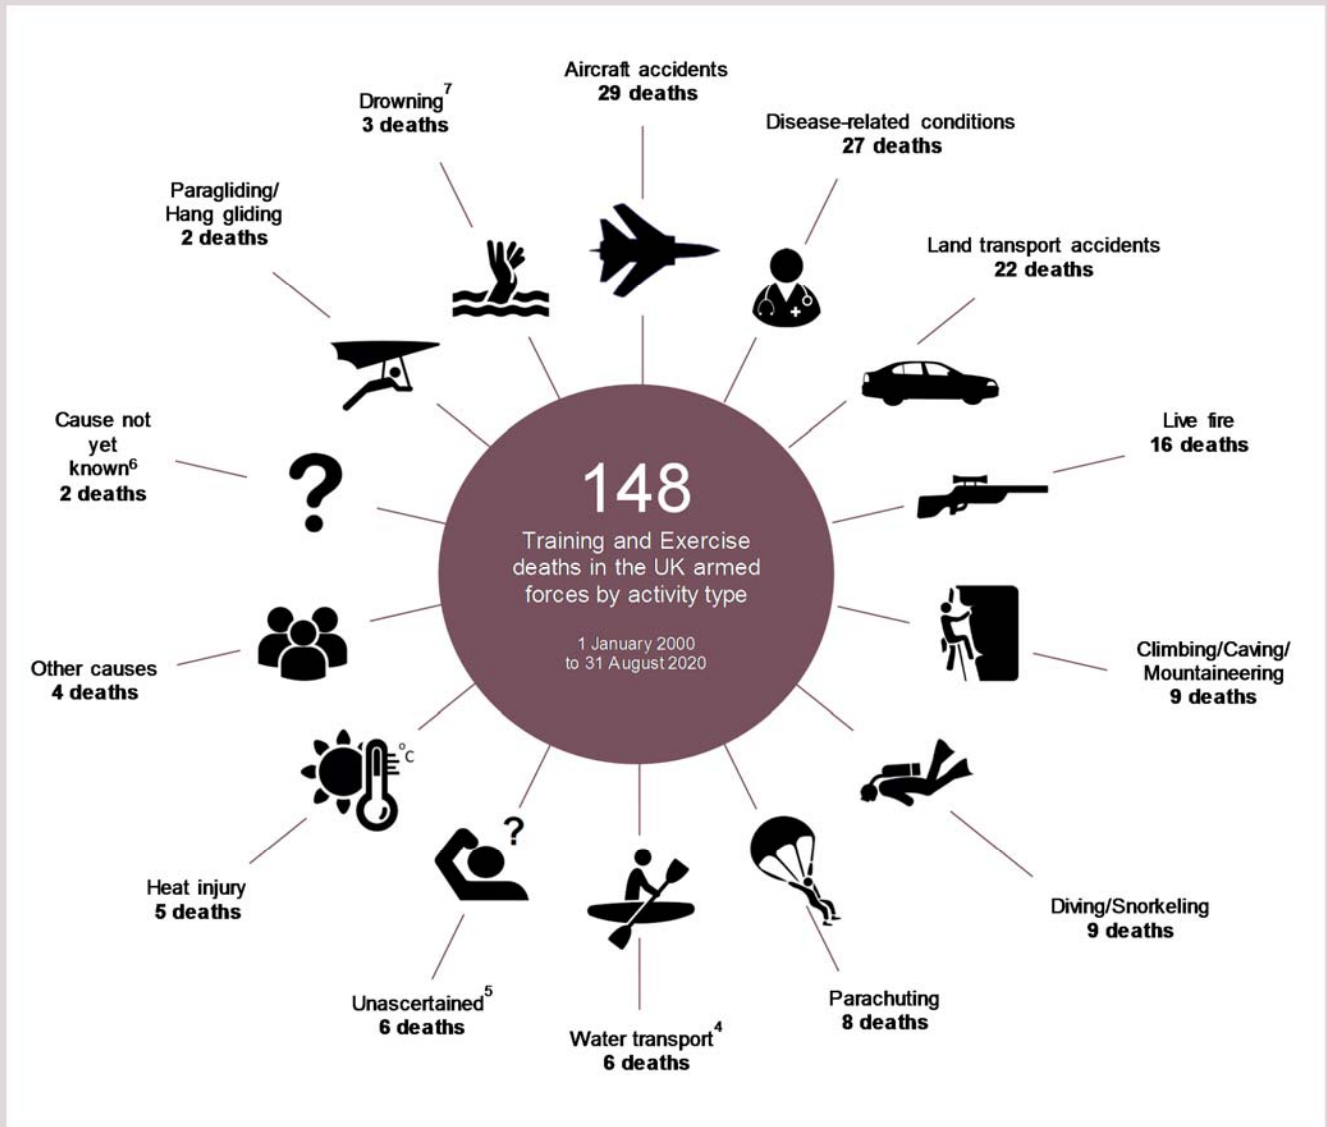 Aircraft accidents
29 deaths
Disease-related conditions
27 deaths
Land transport accidents
22 deaths
Live fire
16 deaths
Climbing/Caving/
Mountaineering
9 deaths
Diving/Snorkeling
9 deaths
Parachuting
8 deaths
Water transport4
6 deaths
Unascertained5
6 deaths
?
Heat injury
5 deaths
°C
Other causes
4 deaths
Cause not
yet
known6
2 deaths
?
Paragliding/
Hang gliding
2 deaths
Drowning7
3 deaths
148
Training and Exercise
deaths in the UK armed
forces by activity type
1 January 2000
to 31 August 2020